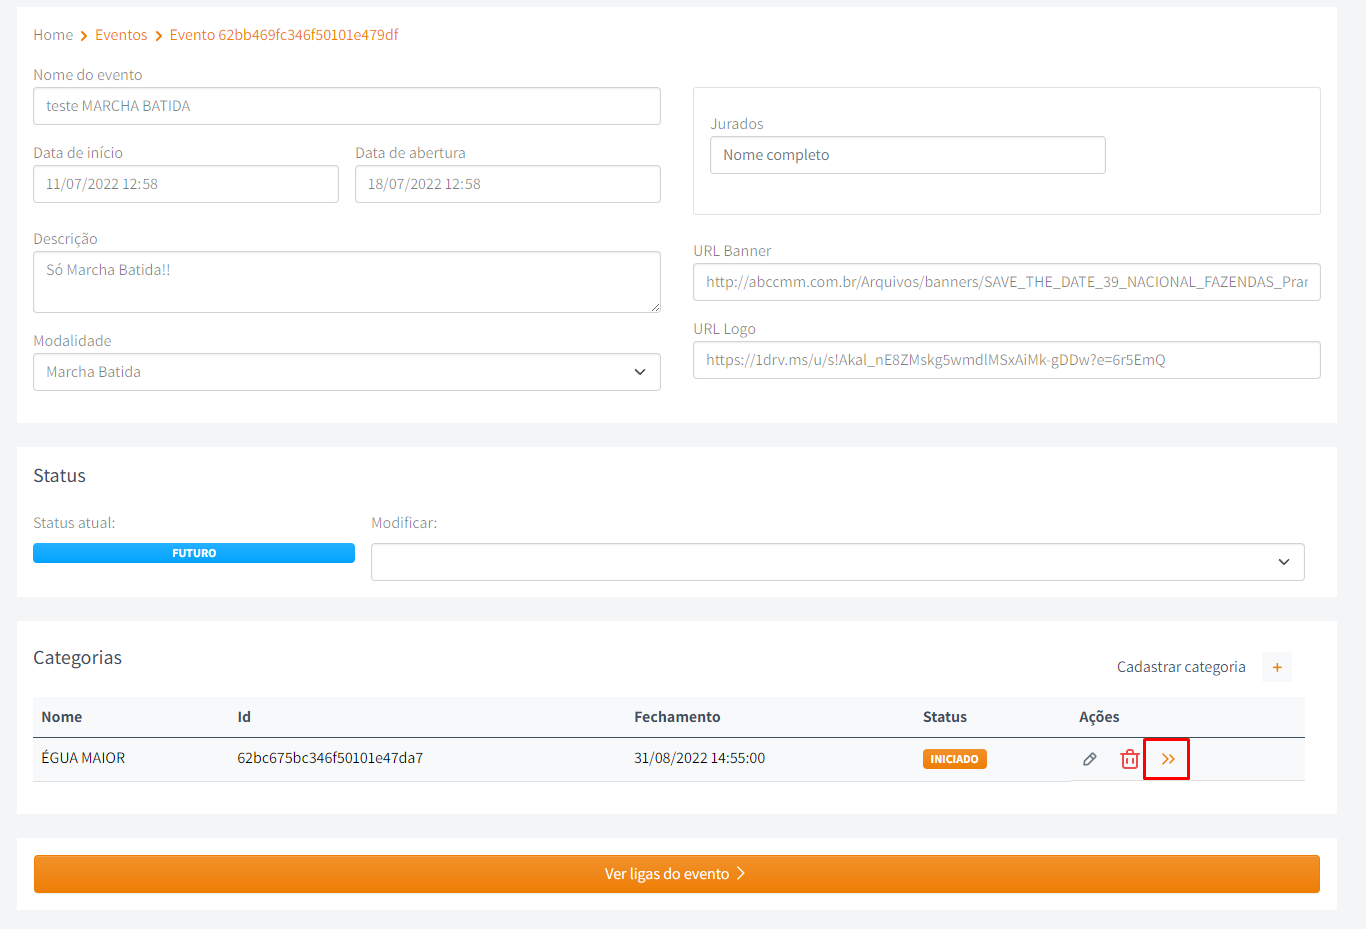 Home > Eventos > Evento 62bb469fc346f50101e479df
Nome do evento
teste MARCHA BATIDA
Data de início
Data de abertura
11/07/2022 12:58
18/07/2022 12:58
Descrição
Só Marcha Batida!!
Modalidade
Marcha Batida
Jurados
Nome completo
URL Banner
http://abccmm.com.br/Arquivos/banners/SAVE_THE_DATE_39_NACIONAL_FAZENDAS_Prar
URL Logo
https://1drv.ms/u/s!Akal_nE8ZMskg5wmdlMSxAiMk-gDDw?e=6r5EmQ
Status
Status atual:
Modificar:
FUTURO
Categorias
Cadastrar categoria +
Nome Id Fechamento Status Ações
ÉGUA MAIOR 62bc675bc346f50101e47da7 31/08/2022 14:55:00 INICIADO
Ver ligas do evento >